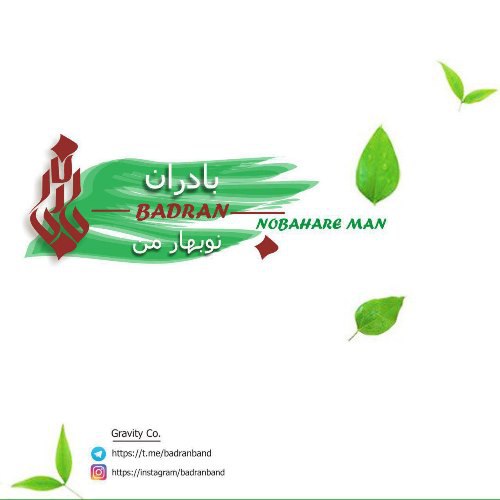 بادران
BADRAN
NOBAHARE MAN
نوبهار من
Gravity Co.
https://t.me/badranband
https://instagram/badranband